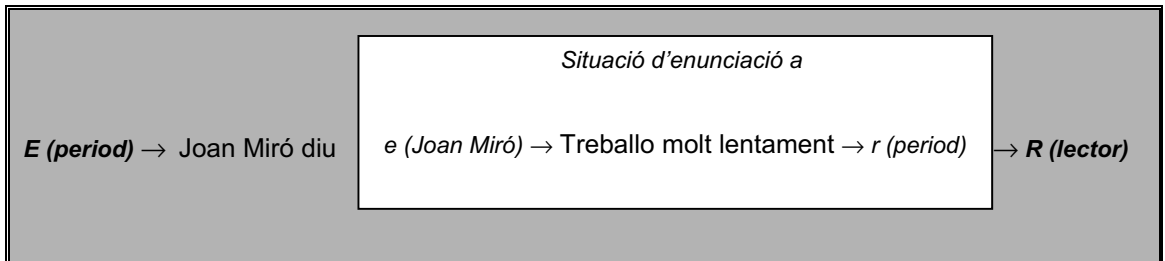 Situació d'enunciació a
E (period) → Joan Miró diu e (Joan Miró) → Treballo molt lentament → r (period) → R (lector)